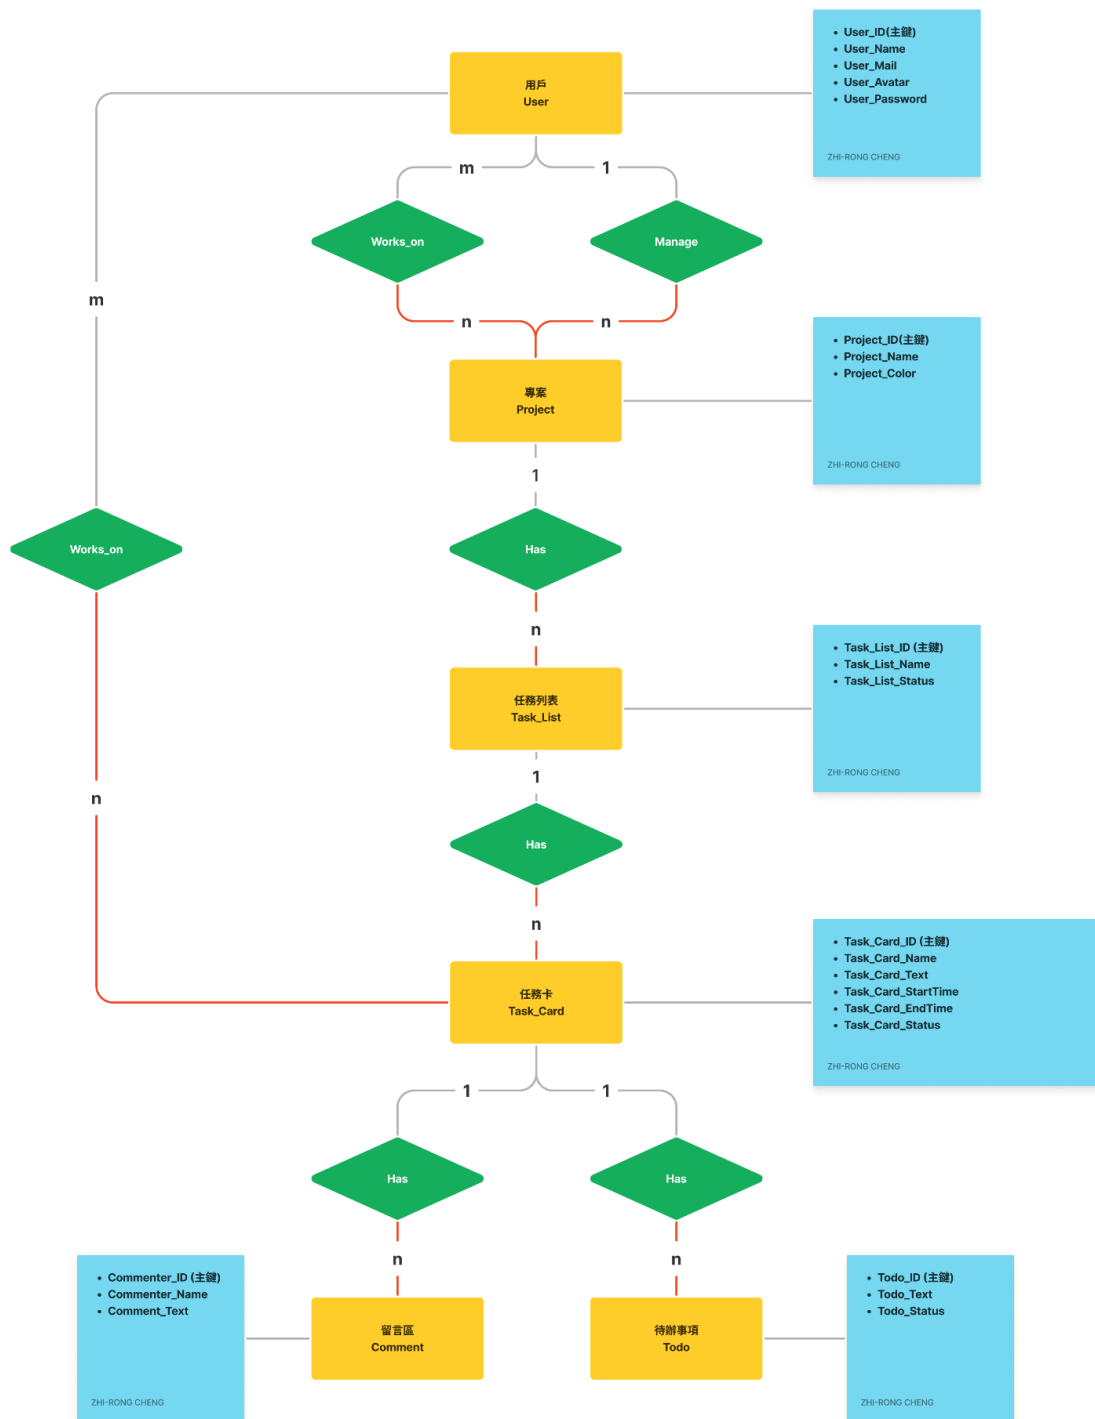 用戶
User
• User_ID(主鍵)
• User_Name
• User_Mail
• User_Avatar
• User_Password
ZHI-RONG CHENG
m
1
Works_on
Manage
m
n
n
專案
Project
• Project_ID(主鍵)
• Project_Name
• Project_Color
ZHI-RONG CHENG
1
Works_on
Has
n
任務列表
Task_List
• Task_List_ID (主鍵)
• Task_List_Name
• Task_List_Status
ZHI-RONG CHENG
1
n
Has
n
任務卡
Task_Card
• Task_Card_ID (主鍵)
• Task_Card_Name
• Task_Card_Text
• Task_Card_StartTime
• Task_Card_EndTime
• Task_Card_Status
ZHI-RONG CHENG
1
1
Has
Has
n
n
• Commenter_ID (主鍵)
• Commenter_Name
• Comment_Text
ZHI-RONG CHENG
留言區
Comment
待辦事項
Todo
• Todo_ID (主鍵)
• Todo_Text
• Todo_Status
ZHI-RONG CHENG